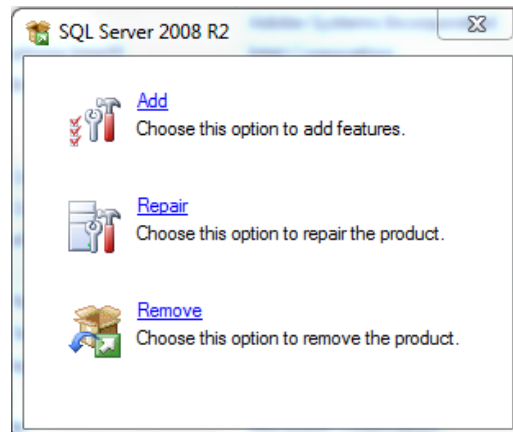 SQL Server 2008 R2
Add
Choose this option to add features.
Repair
Choose this option to repair the product.
Remove
Choose this option to remove the product.